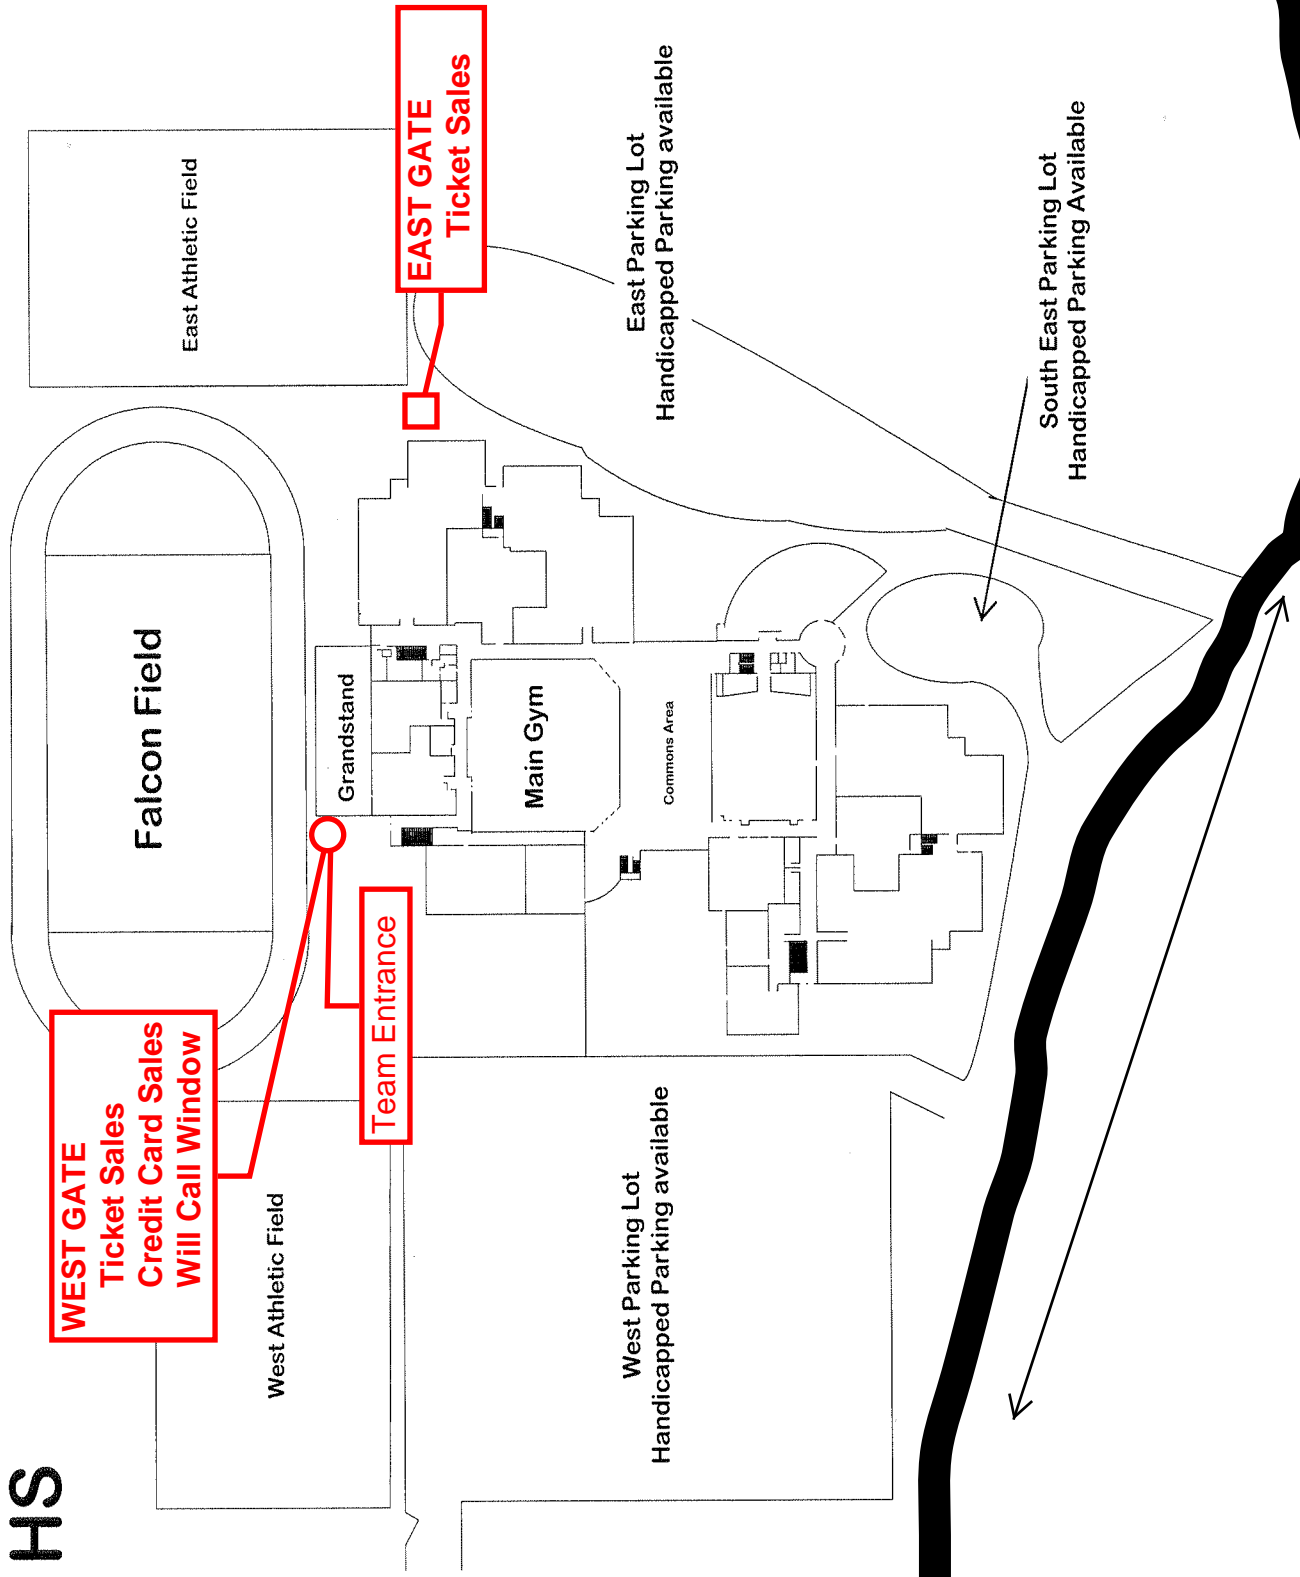 HS
WEST GATE
Ticket Sales
Credit Card Sales
Will Call Window
Falcon Field
East Athletic Field
EAST GATE
Ticket Sales
West Athletic Field
Team Entrance
Grandstand
Main Gym
Commons Area
West Parking Lot
Handicapped Parking available
East Parking Lot
Handicapped Parking available
South East Parking Lot
Handicapped Parking Available